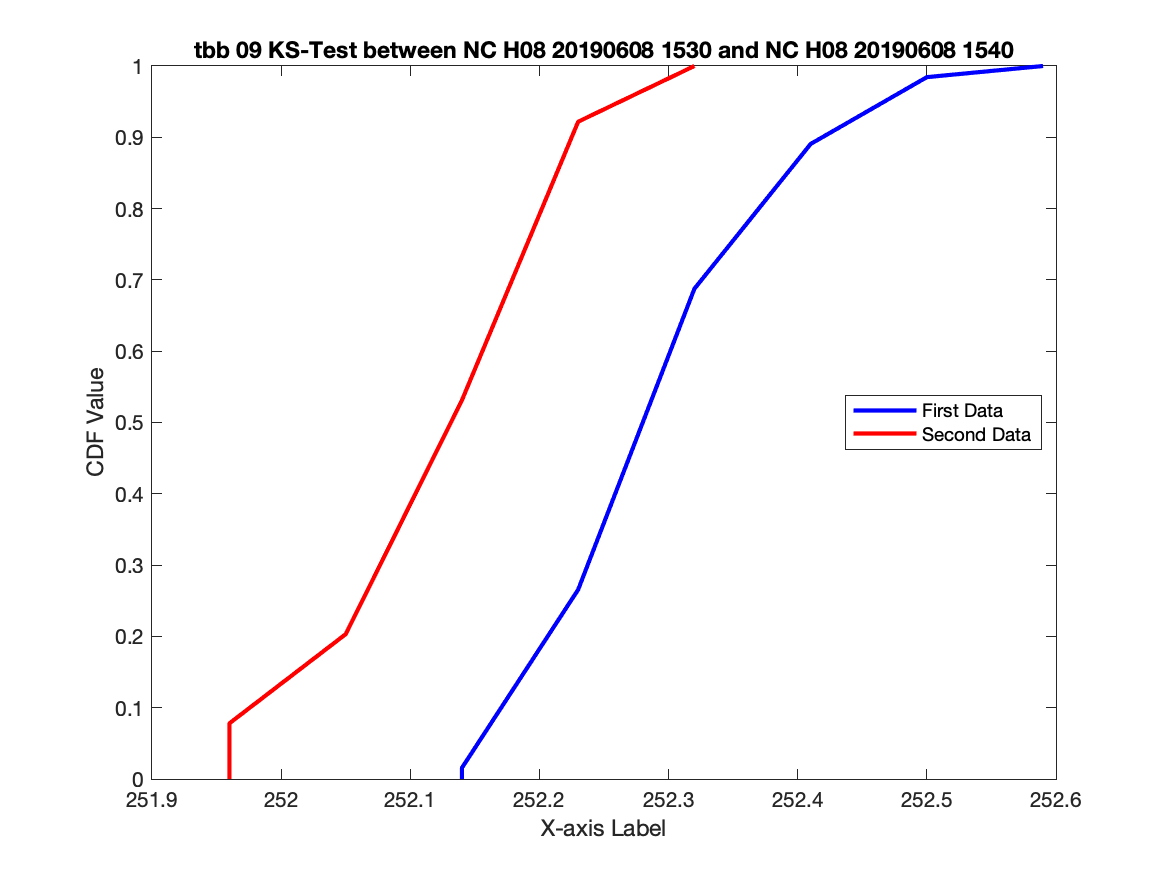 tbb 09 KS-Test between NC H08 20190608 1530 and NC H08 20190608 1540
1
0.9
0.8
0.7
0.6
0.5
0.4
0.3
0.2
0.1
0
CDF Value
First Data
Second Data
251.9 252 252.1 252.2 252.3 252.4 252.5 252.6
X-axis Label